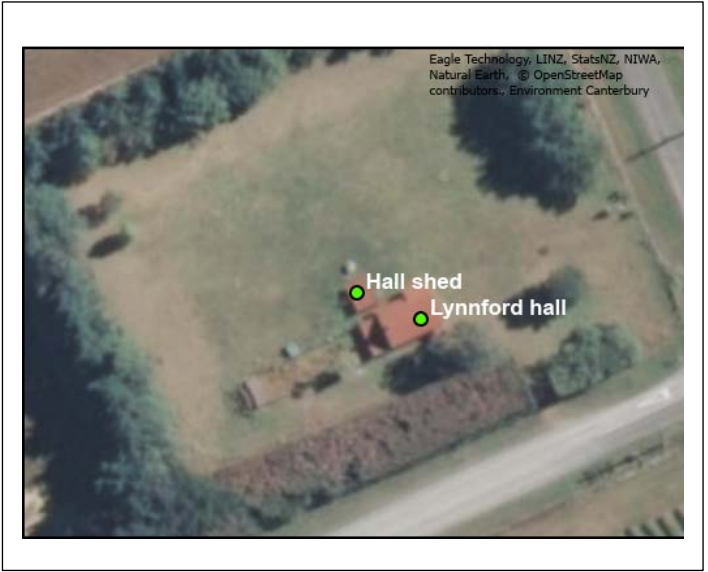 Eagle Technology, LINZ, StatsNZ, NIWA,
Natural Earth, © OpenStreetMap
contributors., Environment Canterbury
Hall shed
Lynnford hall